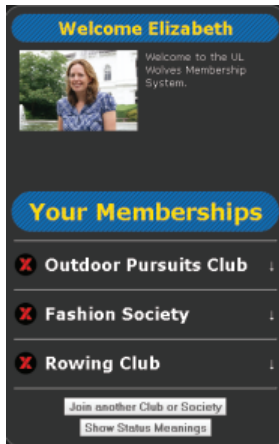 Welcome Elizabeth
Welcome to the UL
Wolves Membership
System.
Your Memberships
Outdoor Pursuits Club
Fashion Society
Rowing Club
Join another Club or Society
Show Status Meanings